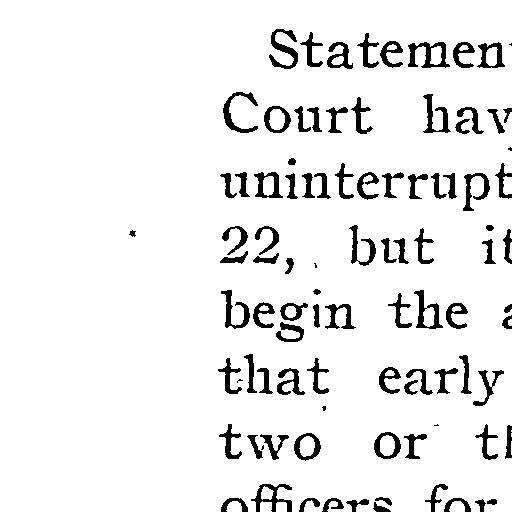 Statemen
Court hav
uninterrupt
22, but it
begin the a
that early
two or th
officers for